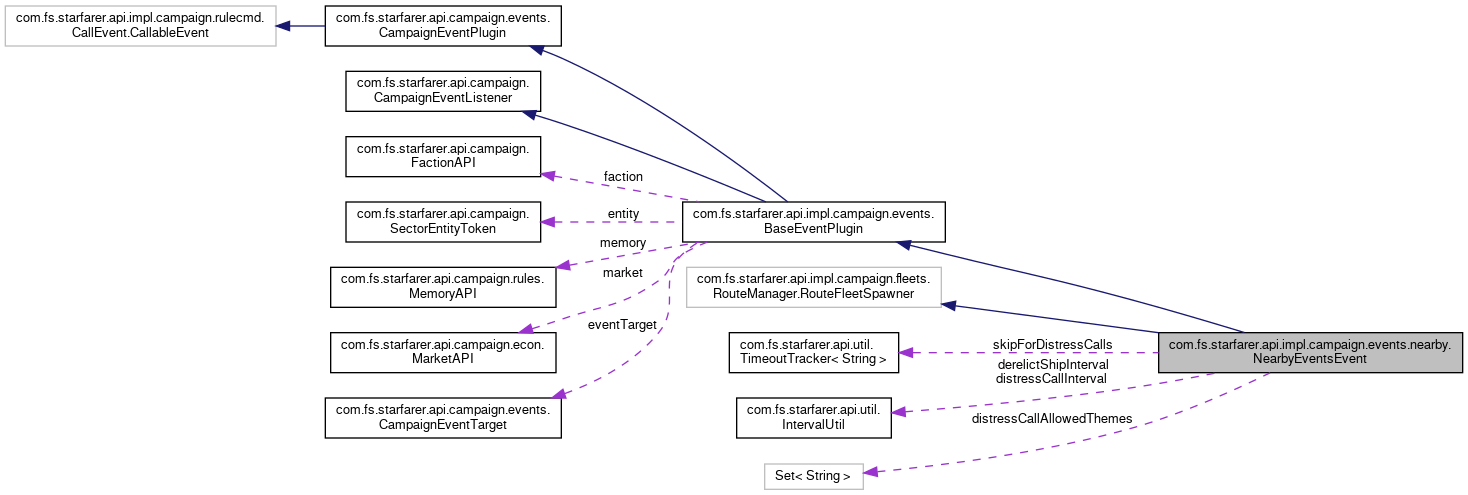 com.fs.starfarer.api.impl.campaign.rulecmd.
CallEvent.CallableEvent
com.fs.starfarer.api.campaign.events.
CampaignEventPlugin
com.fs.starfarer.api.campaign.
CampaignEventListener
com.fs.starfarer.api.campaign.
FactionAPI
faction
com.fs.starfarer.api.campaign.
SectorEntityToken
entity
com.fs.starfarer.api.impl.campaign.events.
BaseEventPlugin
memory
com.fs.starfarer.api.campaign.rules.
MemoryAPI
market
com.fs.starfarer.api.impl.campaign.fleets.
RouteManager.RouteFleetSpawner
eventTarget
com.fs.starfarer.api.campaign.econ.
MarketAPI
com.fs.starfarer.api.util.
TimeoutTracker< String >
skipForDistressCalls
com.fs.starfarer.api.impl.campaign.events.nearby.
NearbyEventsEvent
derelictShipInterval
distressCallInterval
com.fs.starfarer.api.campaign.events.
CampaignEventTarget
com.fs.starfarer.api.util.
IntervalUtil
distressCallAllowedThemes
Set< String >